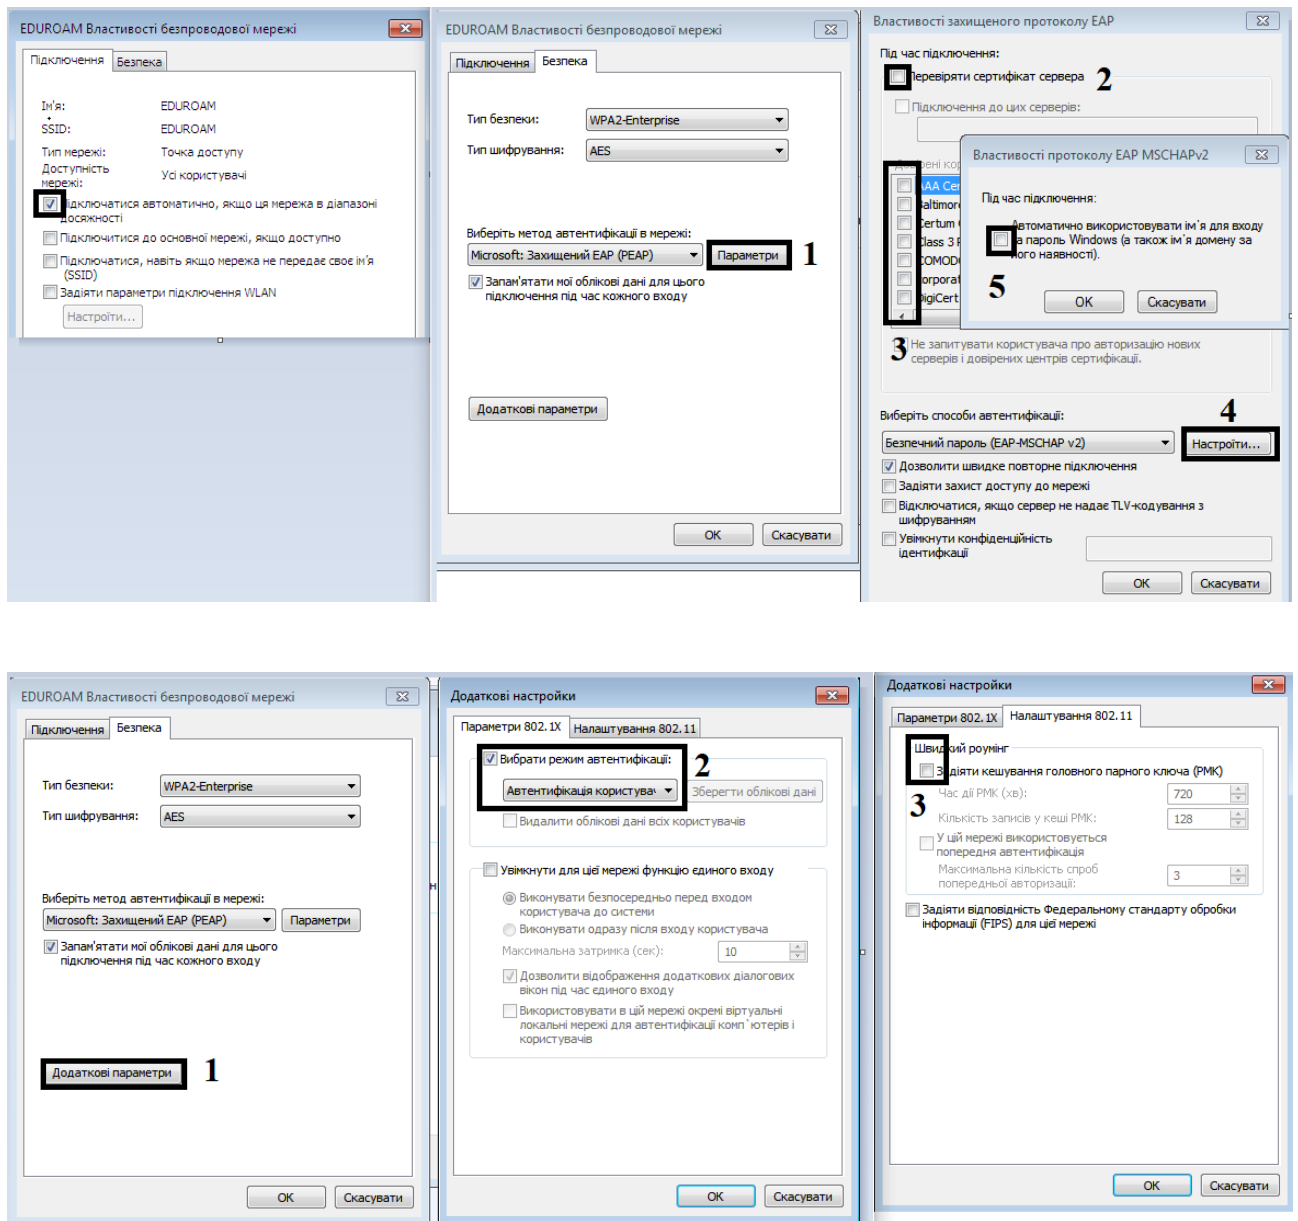 EDUROAM Властивості безпроводової мережі
Підключення Безпека
Ім'я: EDUROAM
SSID: EDUROAM
Тип мережі: Точка доступу
Доступність
мережі: Усі користувачі
Підключатися автоматично, якщо ця мережа в діапазоні
досяжності
Підключитися до основної мережі, якщо доступно
Підключатися, навіть якщо мережа не передає своє ім'я
(SSID)
Задіяти параметри підключення WLAN
Настроїти...
EDUROAM Властивості безпроводової мережі
Підключення Безпека
Тип безпеки: WPA2-Enterprise
Тип шифрування: AES
Виберіть метод автентифікації в мережі:
Microsoft: Захищений EAP (PEAP) Параметри 1
Запам'ятати мої облікові дані для цього
підключення під час кожного входу
Додаткові параметри
OK Скасувати
Властивості захищеного протоколу EAP
Під час підключення:
Перевіряти сертифікат сервера 2
Підключення до цих серверів:
AAA Cer
Baltimore
Certum
Class 3 P
COMODO
corporat
DigiCert
3
Не запитувати користувача про авторизацію нових
серверів і довірених центрів сертифікації.
Властивості протоколу EAP MSCHAPv2
Під час підключення:
Автоматично використовувати ім'я для входу
та пароль Windows (а також ім'я домену за
його наявності).
5
OK Скасувати
Виберіть способи автентифікації: 4
Безпечний пароль (EAP-MSCHAP v2) Настроїти...
Дозволити швидке повторне підключення
Задіяти захист доступу до мережі
Відключатися, якщо сервер не надає TLV-кодування з
шифруванням
Увімкнути конфіденційність
ідентифкації
OK Скасувати
EDUROAM Властивості безпроводової мережі
Підключення Безпека
Тип безпеки: WPA2-Enterprise
Тип шифрування: AES
Виберіть метод автентифікації в мережі:
Microsoft: Захищений EAP (PEAP) Параметри
Запам'ятати мої облікові дані для цього
підключення під час кожного входу
Додаткові параметри 1
OK Скасувати
Додаткові настройки
Параметри 802.1X Налаштування 802.11
Вибрати режим автентифікації: 2
Автентифікація користувач Зберегти облікові дані
Видалити облікові дані всіх користувачів
Увімкнути для цієї мережі функцію єдиного входу
Виконувати безпосередньо перед входом
користувача до системи
Виконувати одразу після входу користувача
Максимальна затримка (сек): 10
Дозволити відображення додаткових діалогових
вікон під час єдиного входу
Використовувати в цій мережі окремі віртуальні
локальні мережі для автентифікації комп`ютерів і
користувачів
OK Скасувати
Додаткові настройки
Параметри 802.1X Налаштування 802.11
Швидкий роумінг
Задіяти кешування головного парного ключа (PMK)
3
Час дії PMK (хв): 720
Кількість записів у кеші PMK: 128
У цій мережі використовується
попередня автентифікація
Максимальна кількість спроб
попередньої авторизації: 3
Задіяти відповідність Федеральному стандарту обробки
інформації (FIPS) для цієї мережі
OK Скасувати